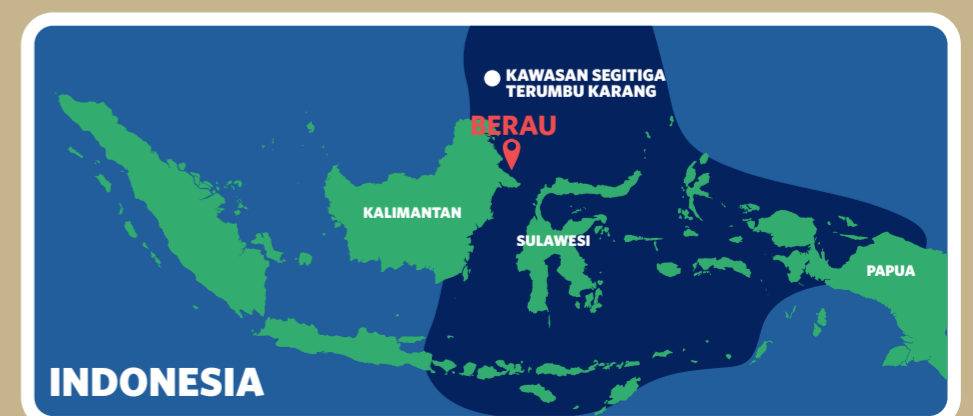 KAWASAN SEGITIGA
TERUMBU KARANG
BERAU
KALIMANTAN
SULAWESI
PAPUA
INDONESIA